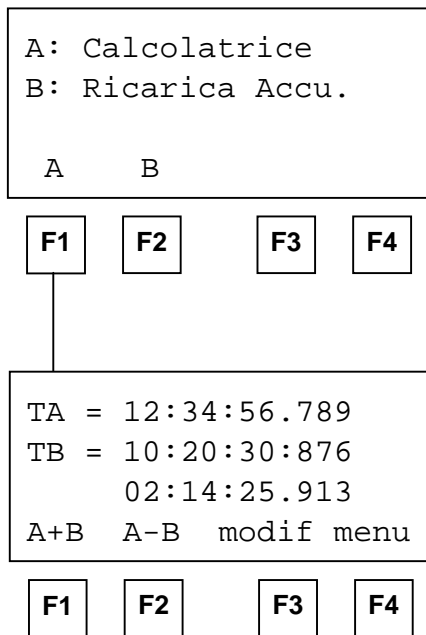 A: Calcolatrice
B: Ricarica Accu.
A B
F1 F2 F3 F4
TA = 12:34:56.789
TB = 10:20:30:876
02:14:25.913
A+B A-B modif menu
F1 F2 F3 F4